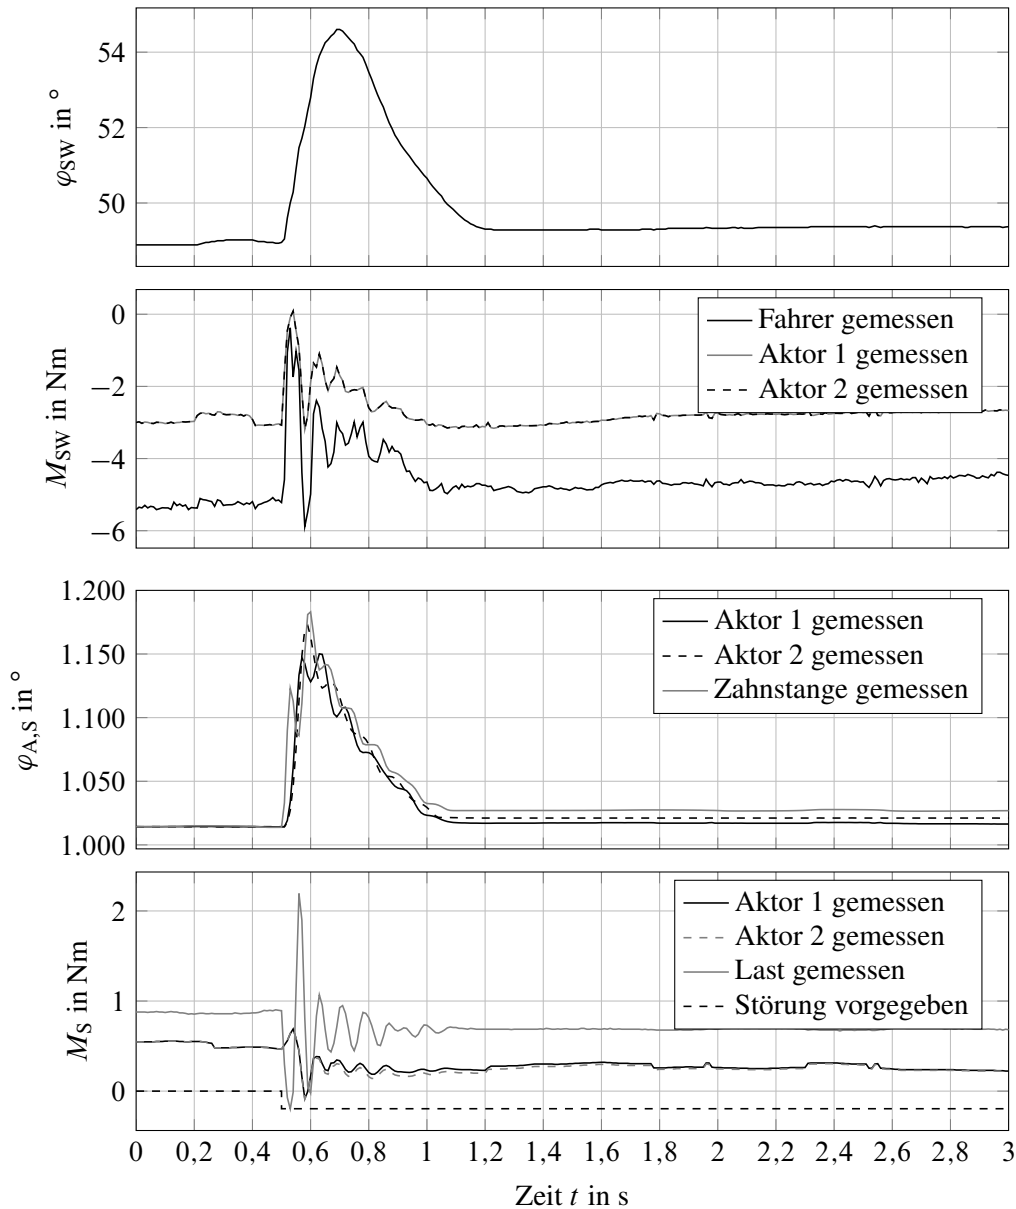 54
52
50
φSW in °
0
−2
−4
−6
MSW in Nm
Fahrer gemessen
Aktor 1 gemessen
Aktor 2 gemessen
1.200
1.150
1.100
1.050
1.000
φA,S in °
Aktor 1 gemessen
Aktor 2 gemessen
Zahnstange gemessen
2
1
0
MS in Nm
Aktor 1 gemessen
Aktor 2 gemessen
Last gemessen
Störung vorgegeben
0 0,2 0,4 0,6 0,8 1 1,2 1,4 1,6 1,8 2 2,2 2,4 2,6 2,8 3
Zeit t in s